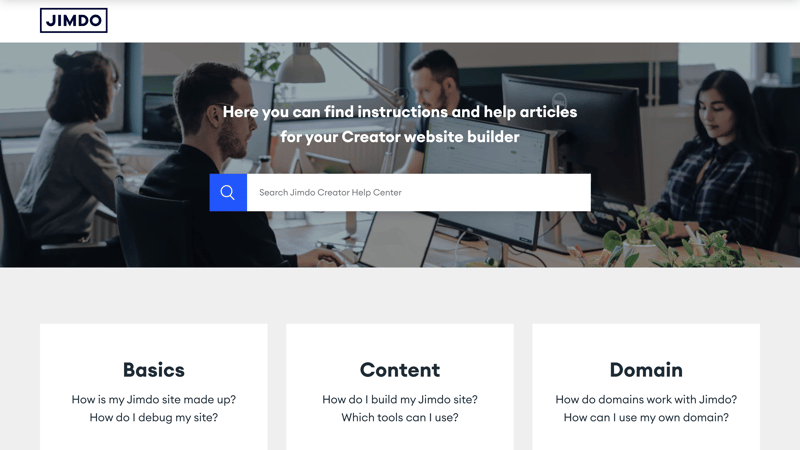 JIMDO
Here you can find instructions and help articles
for your Creator website builder
Search Jimdo Creator Help Center
Basics
How is my Jimdo site made up?
How do I debug my site?
Content
How do I build my Jimdo site?
Which tools can I use?
Domain
How do domains work with Jimdo?
How can I use my own domain?